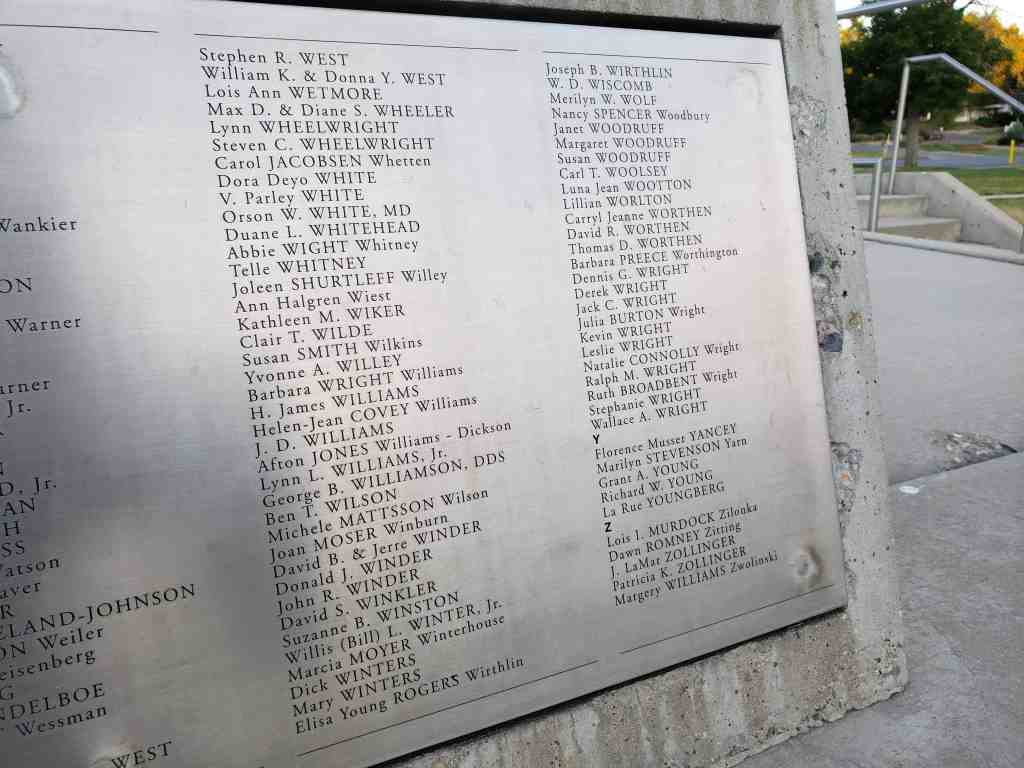 Wankier
ON
Warner
arner
Jr.
D, Jr.
AN
H
SS
Watson
aver
R
ELAND-JOHNSON
ON Weiler
eisenberg
G
NDELBOE
Wessman
WEST
Stephen R. WEST
William K. & Donna Y. WEST
Lois Ann WETMORE
Max D. & Diane S. WHEELER
Lynn WHEELWRIGHT
Steven C. WHEELWRIGHT
Carol JACOBSEN Whetten
Dora Deyo WHITE
V. Parley WHITE
Orson W. WHITE, MD
Duane L. WHITEHEAD
Abbie WIGHT Whitney
Telle WHITNEY
Joleen SHURTLEFF Willey
Ann Halgren Wiest
Kathleen M. WIKER
Clair T. WILDE
Susan SMITH Wilkins
Yvonne A. WILLEY
Barbara WRIGHT Williams
H. James WILLIAMS
Helen-Jean COVEY Williams
J. D. WILLIAMS
Afton JONES Williams - Dickson
Lynn L. WILLIAMS, Jr.
George B. WILLIAMSON, DDS
Ben T. WILSON
Michele MATTSSON Wilson
Joan MOSER Winburn
David B. & Jerre WINDER
Donald J. WINDER
John R. WINDER
David S. WINKLER
Suzanne B. WINSTON
Willis (Bill) L. WINTER, Jr.
Marcia MOYER Winterhouse
Dick WINTERS
Mary WINTERS
Elisa Young ROGERS Wirthlin
Joseph B. WIRTHLIN
W. D. WISCOMB
Merilyn W. WOLF
Nancy SPENCER Woodbury
Janet WOODRUFF
Margaret WOODRUFF
Susan WOODRUFF
Carl T. WOOLSEY
Luna Jean WOOTTON
Lillian WORLTON
Carryl Jeanne WORTHEN
David R. WORTHEN
Thomas D. WORTHEN
Barbara PREECE Worthington
Dennis G. WRIGHT
Derek WRIGHT
Jack C. WRIGHT
Julia BURTON Wright
Kevin WRIGHT
Leslie WRIGHT
Natalie CONNOLLY Wright
Ralph M. WRIGHT
Ruth BROADBENT Wright
Stephanie WRIGHT
Wallace A. WRIGHT
Y
Florence Musser YANCEY
Marilyn STEVENSON Yarn
Grant A. YOUNG
Richard W. YOUNG
La Rue YOUNGBERG
Z
Lois I. MURDOCK Zilonka
Dawn ROMNEY Zitting
J. LaMar ZOLLINGER
Patricia K. ZOLLINGER
Margery WILLIAMS Zwolinski